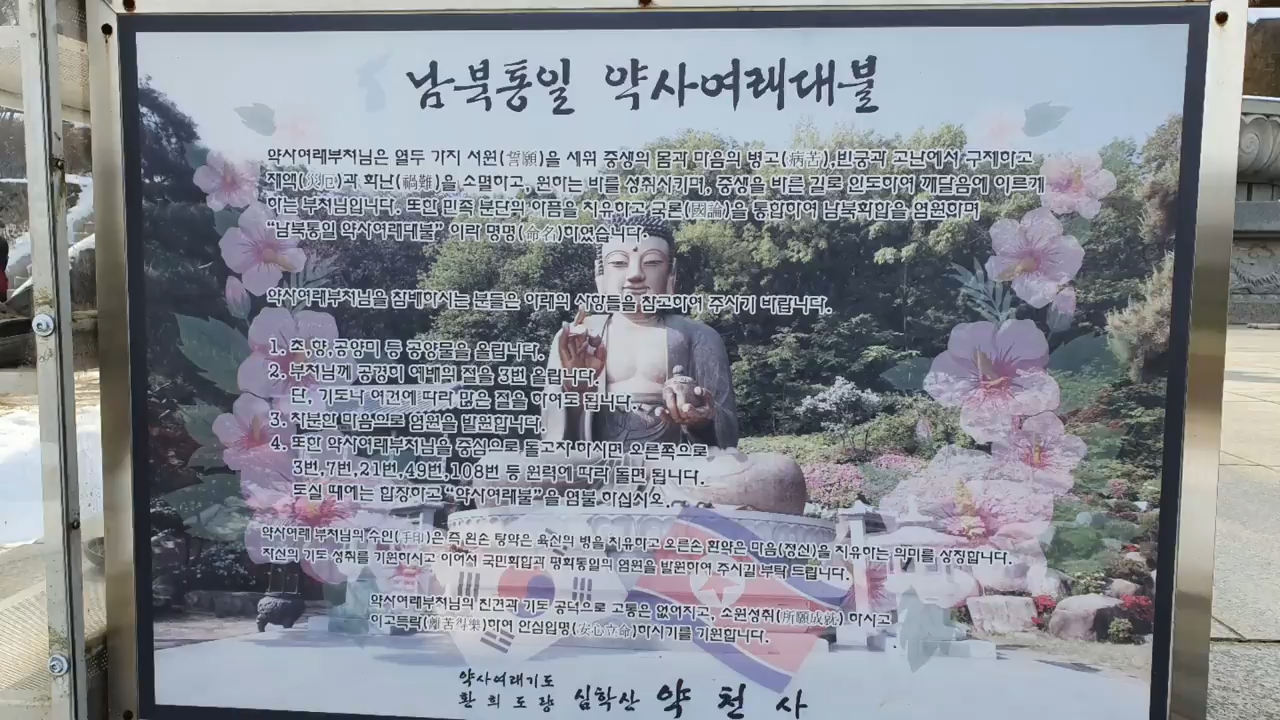 남북통일 약사여래대불
약사여래부처님은 열두 가지 서원(誓願)을 세워 중생의 몸과 마음의 병고(病苦),빈궁과 고난에서 구제하고
재액(災厄)과 화난(禍難)을 소멸하고, 원하는 바를 성취시키며, 중생을 바른 길로 인도하여 깨달음에 이르게
하는 부처님입니다. 또한 민족 분단의 아픔을 치유하고 국론(國論)을 통합하여 남북화합을 염원하며
“남북통일 약사여래대불” 이라 명명(命名)하였습니다.
약사여래부처님을 참배하시는 분들은 아래의 사항들을 참고하여 주시기 바랍니다.
1. 초,향,공양미 등 공양물을 올립니다.
2. 부처님께 공경히 예배의 절을 3번 올립니다.
단, 기도나 여건에 따라 많은 절을 하여도 됩니다.
3. 차분한 마음으로 염원을 발원합니다.
4. 또한 약사여래부처님을 중심으로 돌고자 하시면 오른쪽으로
3번,7번,21번,49번,108번 등 원력에 따라 돌면 됩니다.
도실 때에는 합장하고 “약사여래불”을 염불 하십시오.
약사여래 부처님의 수인(手印)은 즉 왼손 탕약은 육신의 병을 치유하고 오른손 환약은 마음(정신)을 치유하는 의미를 상징합니다.
자신의 기도 성취를 기원하시고 이어서 국민화합과 평화통일의 염원을 발원하여 주시길 부탁 드립니다.
약사여래부처님의 친견과 기도 공덕으로 고통은 없어지고, 소원성취(所願成就) 하시고
이고득락(離苦得樂)하여 안심입명(安心立命)하시기를 기원합니다.
약사여래기도
환희도량 심학산 약천사